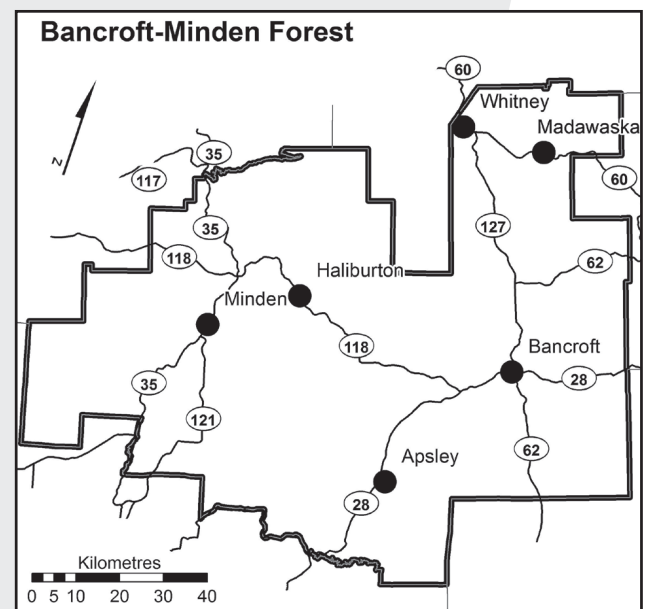 Bancroft-Minden Forest
60
Whitney
Madawaska
N
35
117
60
35
127
118
62
Haliburton
Minden
118
Bancroft
35
28
121
62
Apsley
28
Kilometres
0 5 10 20 30 40